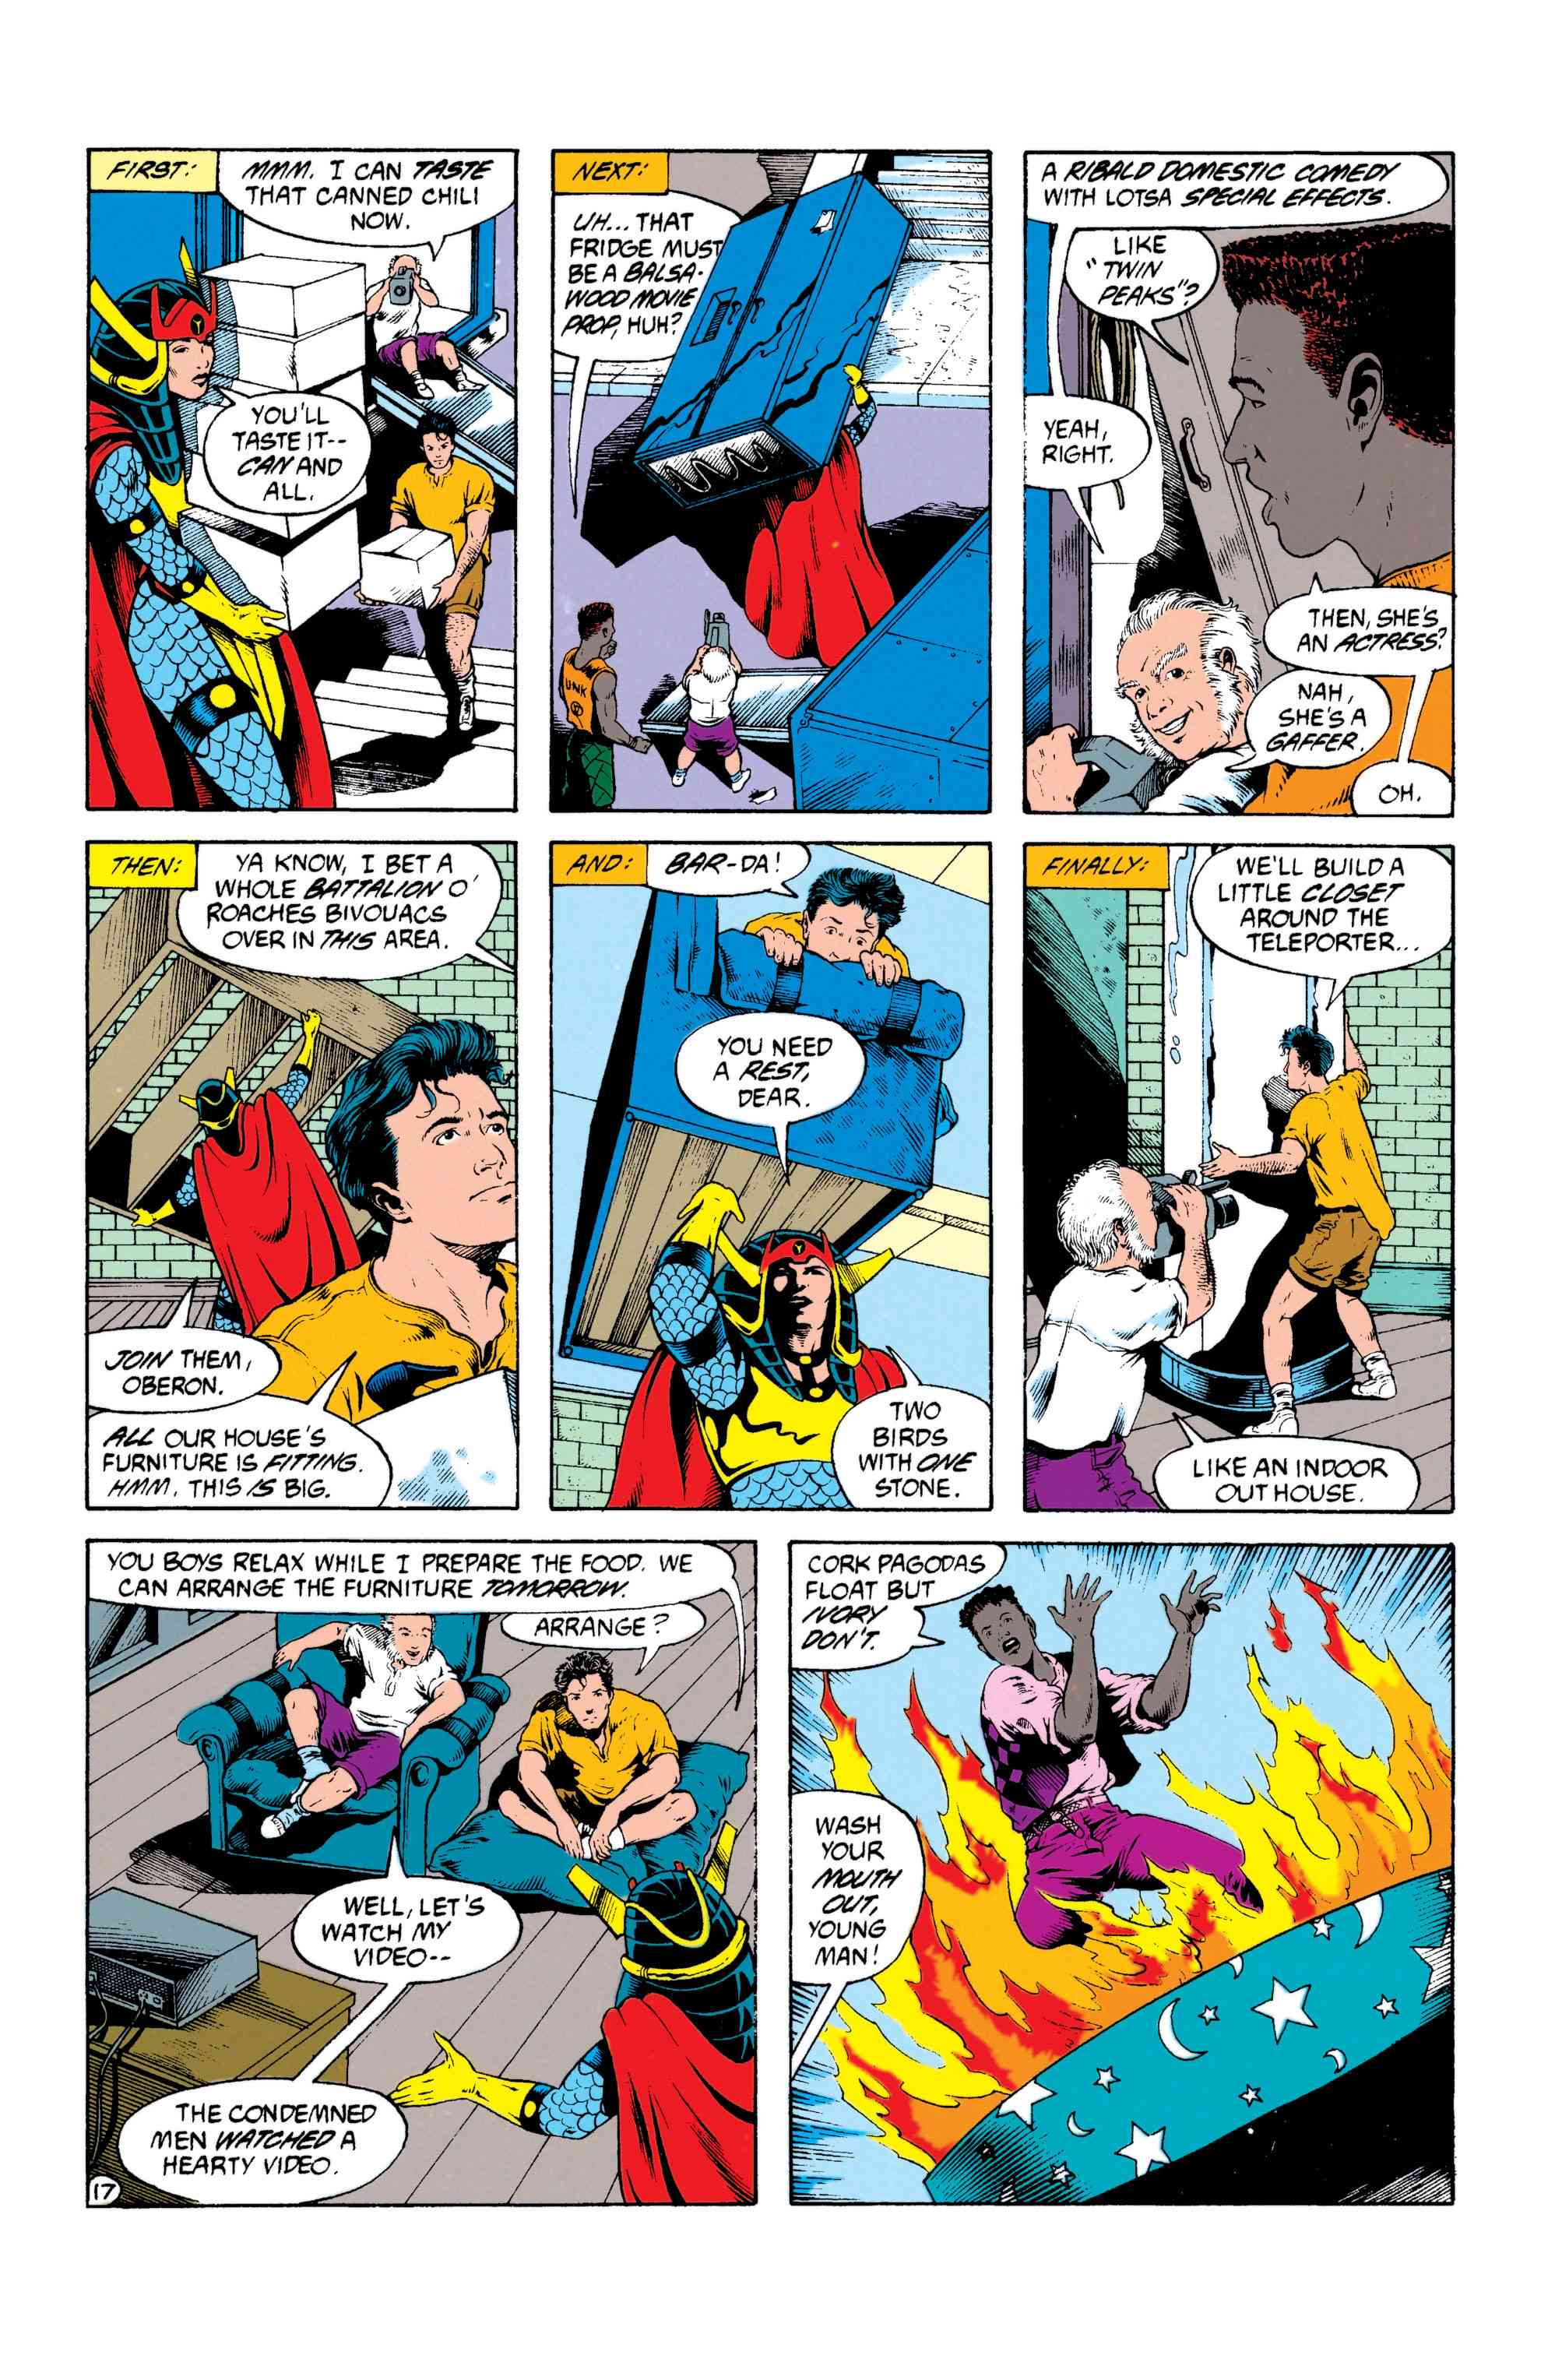 FIRST:
MMM. I CAN TASTE
THAT CANNED CHILI
NOW.
YOU'LL
TASTE IT--
CAN AND
ALL.
NEXT:
UH... THAT
FRIDGE MUST
BE A BALSA-
WOOD MOVIE
PROP, HUH?
UNK
A RIBALD DOMESTIC COMEDY
WITH LOTSA SPECIAL EFFECTS.
LIKE
"TWIN
PEAKS"?
YEAH,
RIGHT.
THEN, SHE'S
AN ACTRESS?
NAH,
SHE'S A
GAFFER.
OH.
THEN:
YA KNOW, I BET A
WHOLE BATTALION O'
ROACHES BIVOUACS
OVER IN THIS AREA.
JOIN THEM,
OBERON.
ALL OUR HOUSE'S
FURNITURE IS FITTING.
HMM. THIS IS BIG.
AND:
BAR-DA!
YOU NEED
A REST,
DEAR.
TWO
BIRDS
WITH ONE
STONE.
FINALLY:
WE'LL BUILD A
LITTLE CLOSET
AROUND THE
TELEPORTER...
LIKE AN INDOOR
OUTHOUSE.
YOU BOYS RELAX WHILE I PREPARE THE FOOD. WE
CAN ARRANGE THE FURNITURE TOMORROW.
ARRANGE?
WELL, LET'S
WATCH MY
VIDEO--
THE CONDEMNED
MEN WATCHED A
HEARTY VIDEO.
17
CORK PAGODAS
FLOAT BUT
IVORY
DON'T.
WASH
YOUR
MOUTH
OUT,
YOUNG
MAN!